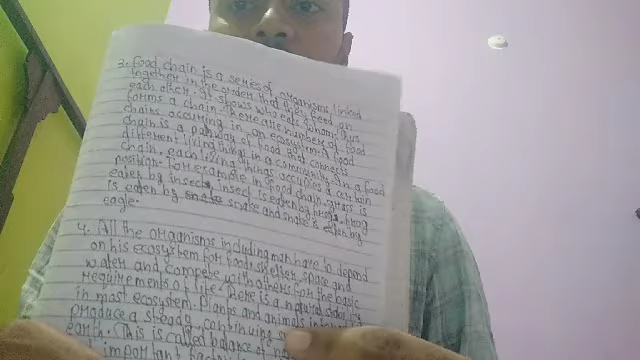 3. Food chain is a series of organisms linked
together in the order that they feed on
each other. It shows who eats whom, thus
forms a chain. There are number of food
chains occurring in an ecosystem. A food
chain is a pathway of food that connects
different living things in a community. In a food
chain each living things occupies a certain
position. for example in food chain, grass is
eaten by insect, insect is eaten by frog, frog
is eaten by snake and snake is eaten by
eagle.
4. All the organisms including man have to depend
on his ecosystem for food, shelter, space and
water and compete with others for the basic
requirements of life. There is a natural
in most ecosystem. Plants and animals
produce a steady, continuing
earth. This is called balance of
important